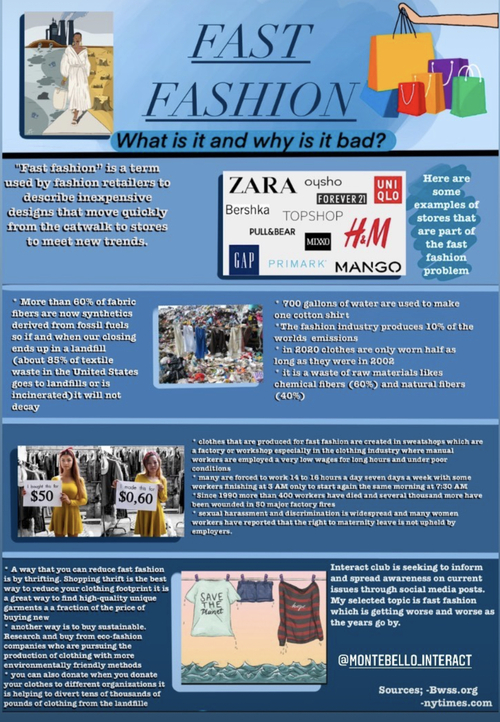 FAST
FASHION
What is it and why is it bad?
"Fast fashion" is a term
used by fashion retailers to
describe inexpensive
designs that move quickly
from the catwalk to stores
to meet new trends.
ZARA oysho UNI
QLO
FOREVER 21
Bershka TOPSHOP
PULL&BEAR MIXXO H&M
GAP PRIMARK MANGO
Here are
some
examples of
stores that
are part of
the fast
fashion
problem
* More than 60% of fabric
fibers are now synthetics
derived from fossil fuels
so if and when our closing
ends up in a landfill
(about 85% of textile
waste in the United States
goes to landfills or is
incinerated) it will not
decay
* 700 gallons of water are used to make
one cotton shirt
*The fashion industry produces 10% of the
worlds emissions
* in 2020 clothes are only worn half as
long as they were in 2002
* it is a waste of raw materials likes
chemical fibers (60%) and natural fibers
(40%)
I bought this for
$50
I made this for
$0,60
* clothes that are produced for fast fashion are created in sweatshops which are
a factory or workshop especially in the clothing industry where manual
workers are employed a very low wages for long hours and under poor
conditions
* many are forced to work 14 to 16 hours a day seven days a week with some
workers finishing at 3 AM only to start again the same morning at 7:30 AM
*Since 1990 more than 400 workers have died and several thousand more have
been wounded in 50 major factory fires
* sexual harassment and discrimination is widespread and many women
workers have reported that the right to maternity leave is not upheld by
employers.
* A way that you can reduce fast fashion
is by thrifting. Shopping thrift is the best
way to reduce your clothing footprint it is
a great way to find high-quality unique
garments a a fraction of the price of
buying new
* another way is to buy sustainable.
Research and buy from eco-fashion
companies who are pursuing the
production of clothing with more
environmentally friendly methods
* you can also donate when you donate
your clothes to different organizations it
is helping to divert tens of thousands of
pounds of clothing from the landfille
SAVE
THE
Planet
Interact club is seeking to inform
and spread awareness on current
issues through social media posts.
My selected topic is fast fashion
which is getting worse and worse as
the years go by.
@MONTEBELLO_INTERACT
Sources; -Bwss.org
-nytimes.com